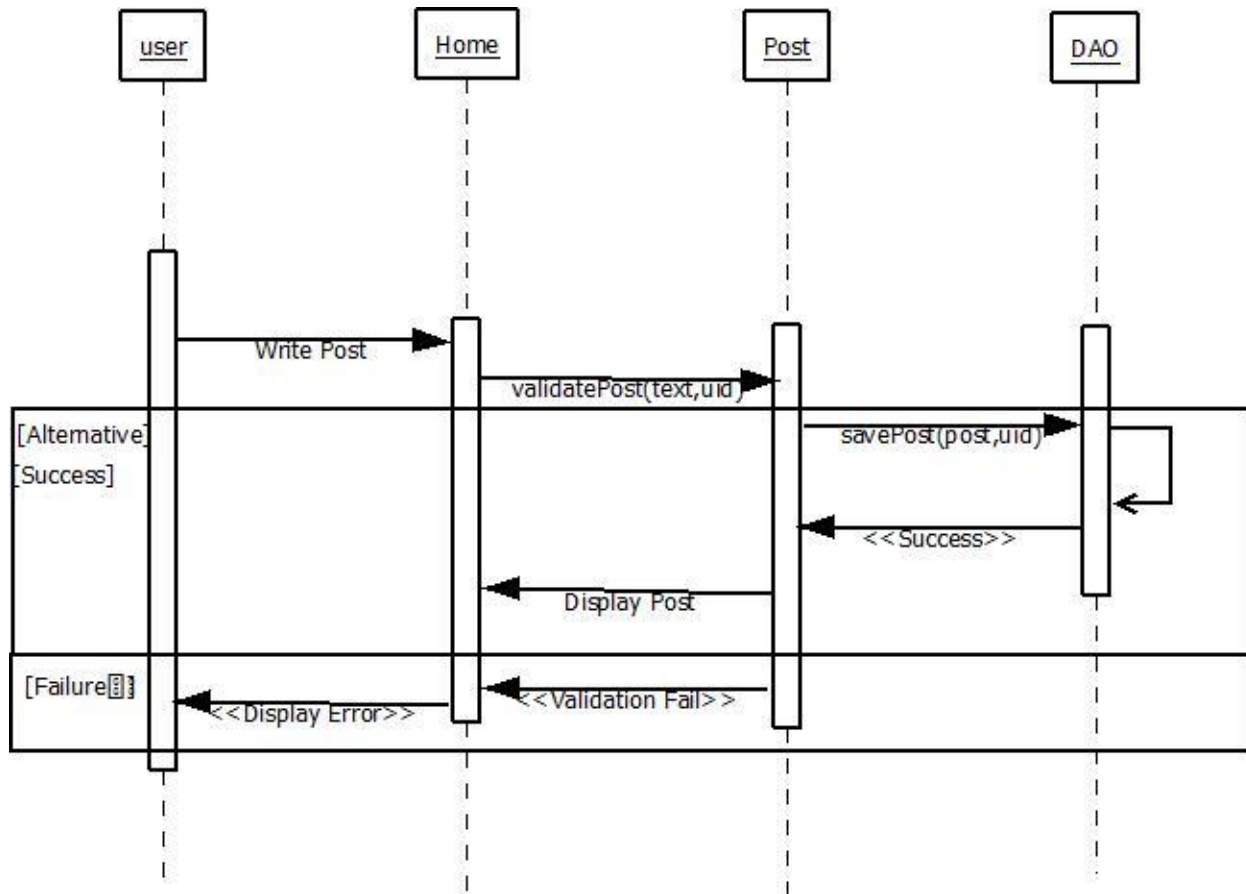 user
Home
Post
DAO
Write Post
validatePost(text,uid)
[Alternative]
[Success]
savePost(post,uid)
<<Success>>
Display Post
[Failure
<<Validation Fail>>
<<Display Error>>